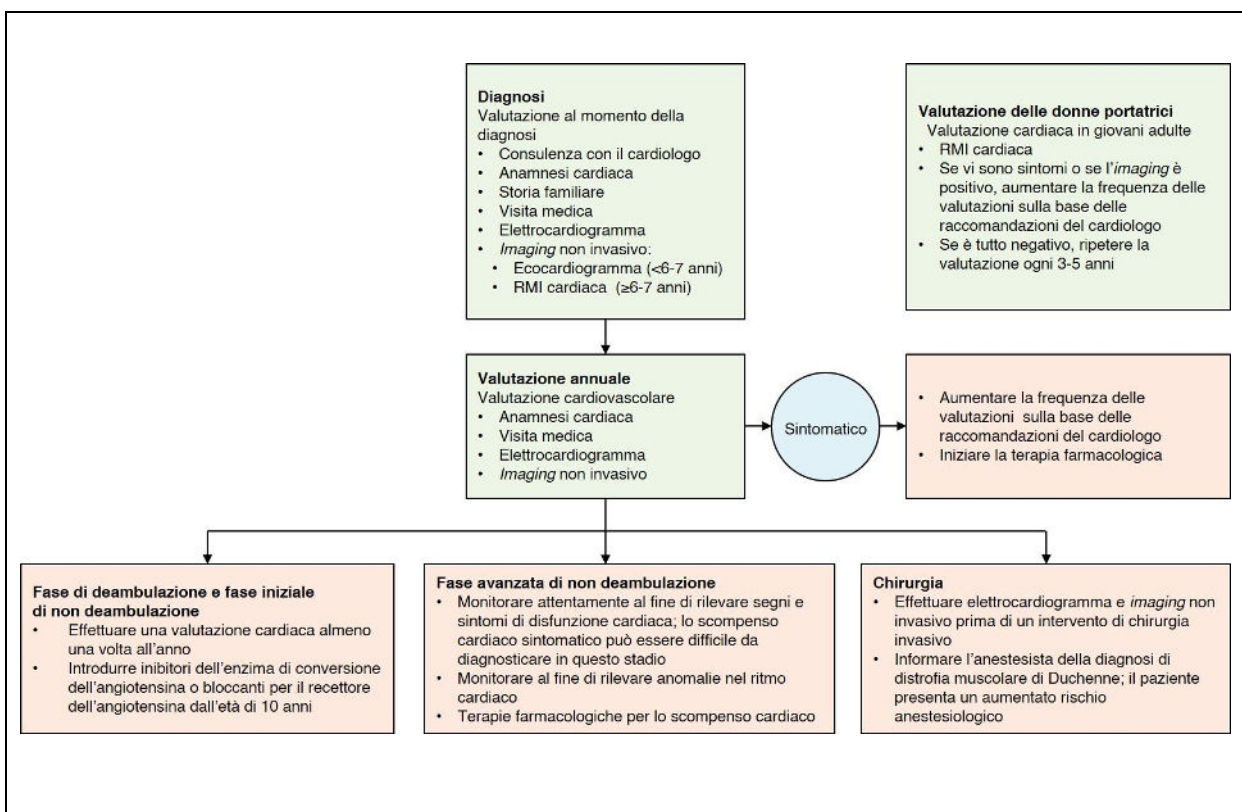 Diagnosi
Valutazione al momento della
diagnosi
• Consulenza con il cardiologo
• Anamnesi cardiaca
• Storia familiare
• Visita medica
• Elettrocardiogramma
• Imaging non invasivo:
• Ecocardiogramma (<6-7 anni)
• RMI cardiaca (≥6-7 anni)
Valutazione delle donne portatrici
Valutazione cardiaca in giovani adulte
• RMI cardiaca
• Se vi sono sintomi o se l'imaging è
positivo, aumentare la frequenza delle
valutazioni sulla base delle
raccomandazioni del cardiologo
• Se è tutto negativo, ripetere la
valutazione ogni 3-5 anni
Valutazione annuale
Valutazione cardiovascolare
• Anamnesi cardiaca
• Visita medica
• Elettrocardiogramma
• Imaging non invasivo
Sintomatico
• Aumentare la frequenza delle
valutazioni sulla base delle
raccomandazioni del cardiologo
• Iniziare la terapia farmacologica
Fase di deambulazione e fase iniziale
di non deambulazione
• Effettuare una valutazione cardiaca almeno
una volta all'anno
• Introdurre inibitori dell'enzima di conversione
dell'angiotensina o bloccanti per il recettore
dell'angiotensina dall'età di 10 anni
Fase avanzata di non deambulazione
• Monitorare attentamente al fine di rilevare segni e
sintomi di disfunzione cardiaca; lo scompenso
cardiaco sintomatico può essere difficile da
diagnosticare in questo stadio
• Monitorare al fine di rilevare anomalie nel ritmo
cardiaco
• Terapie farmacologiche per lo scompenso cardiaco
Chirurgia
• Effettuare elettrocardiogramma e imaging non
invasivo prima di un intervento di chirurgia
invasivo
• Informare l'anestesista della diagnosi di
distrofia muscolare di Duchenne; il paziente
presenta un aumentato rischio
anestesiologico